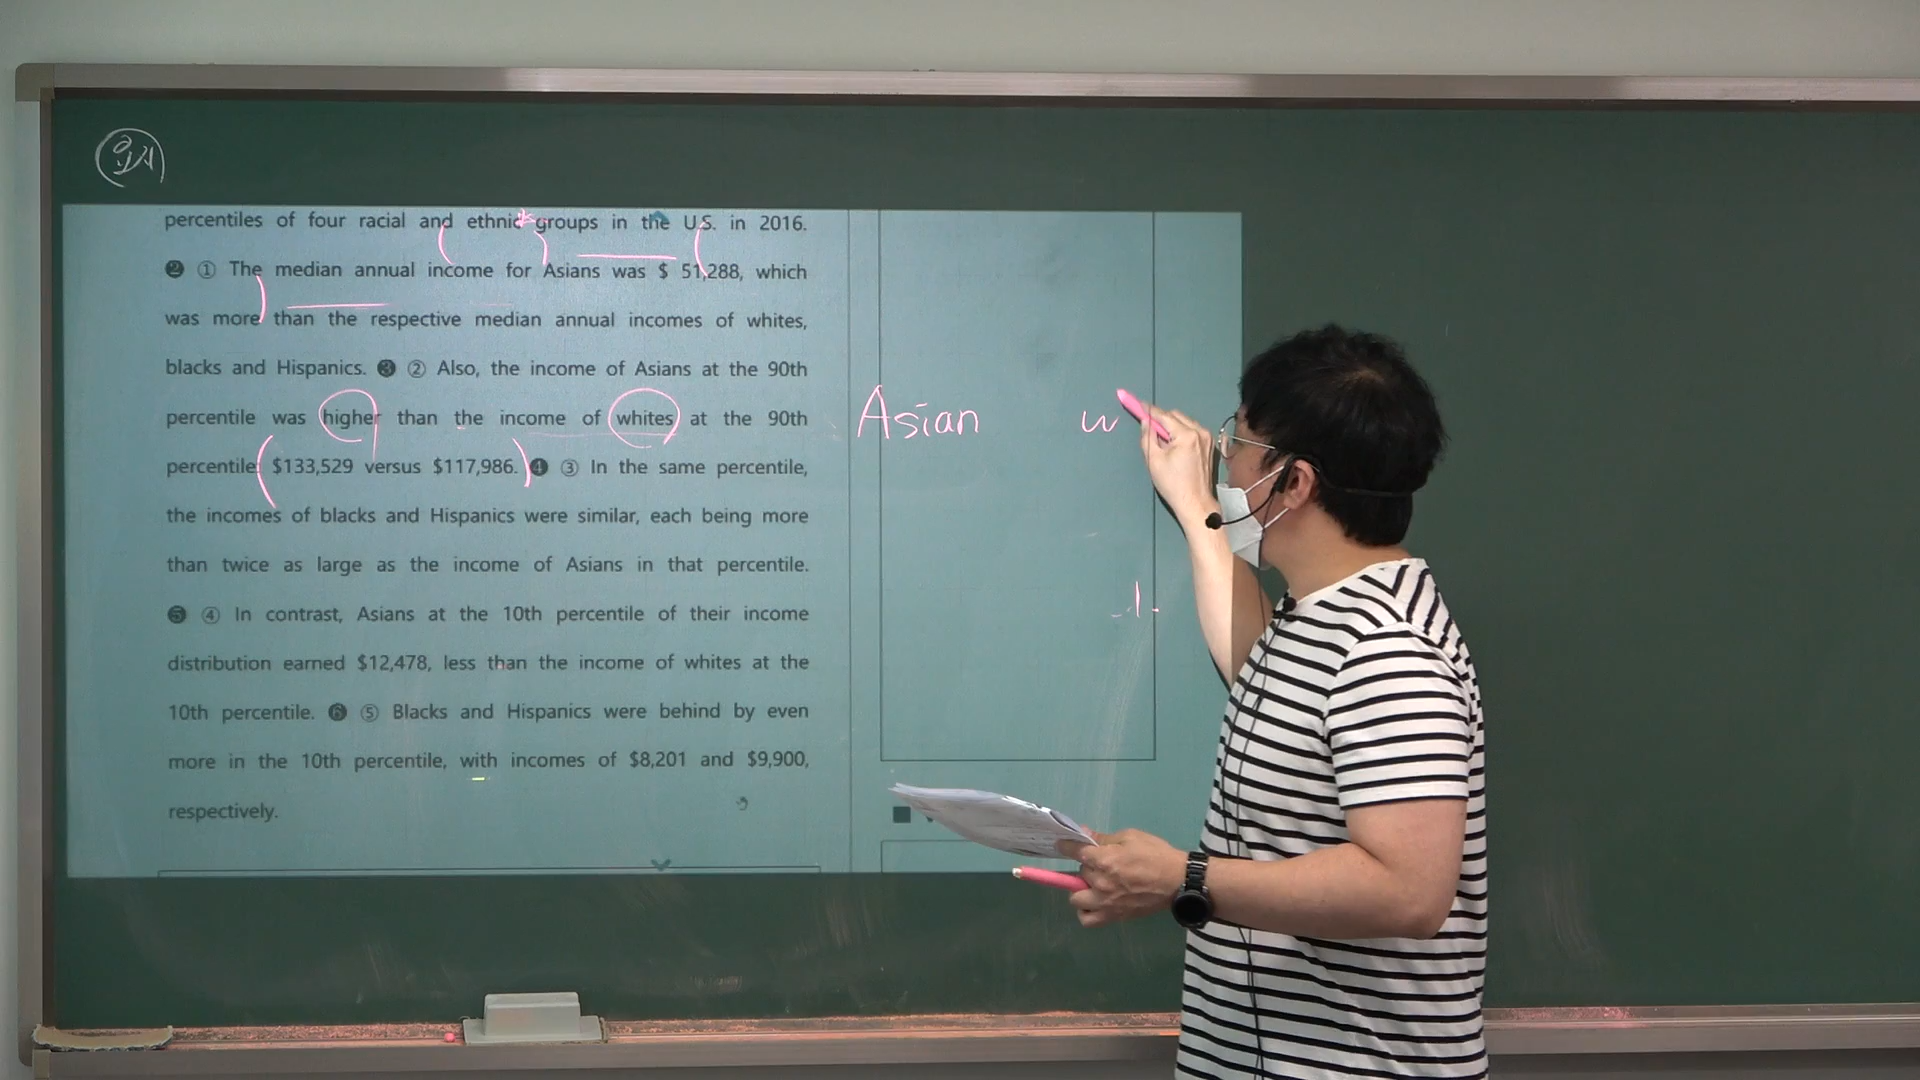 percentiles of four racial and ethnic groups in the U.S. in 2016.
❷ ① The median annual income for Asians was $ 51,288, which
was more than the respective median annual incomes of whites,
blacks and Hispanics. ❸ ② Also, the income of Asians at the 90th
percentile was higher than the income of whites at the 90th
percentile: $133,529 versus $117,986. ❹ ③ In the same percentile,
the incomes of blacks and Hispanics were similar, each being more
than twice as large as the income of Asians in that percentile.
❺ ④ In contrast, Asians at the 10th percentile of their income
distribution earned $12,478, less than the income of whites at the
10th percentile. ❻ ⑤ Blacks and Hispanics were behind by even
more in the 10th percentile, with incomes of $8,201 and $9,900,
respectively.
Asian w